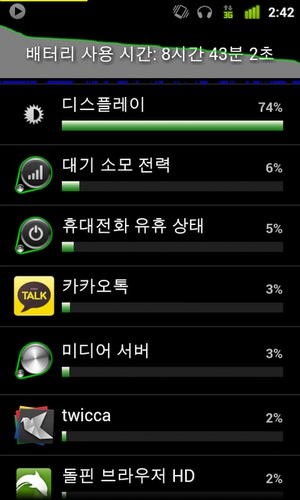 3G 2:42
배터리 사용 시간: 8시간 43분 2초
디스플레이 74%
대기 소모 전력 6%
휴대전화 유휴 상태 5%
TALK 카카오톡 3%
미디어 서버 3%
twicca 2%
돌핀 브라우저 HD 2%